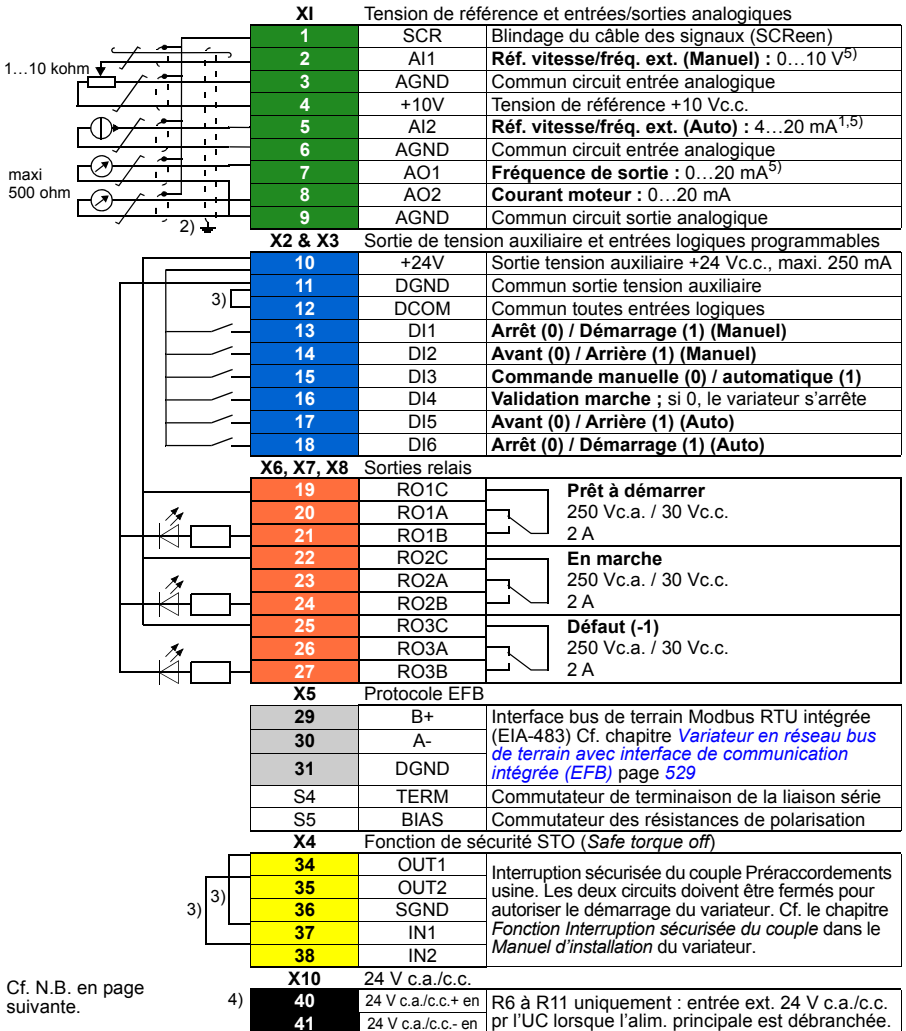 XI Tension de référence et entrées/sorties analogiques
1 SCR Blindage du câble des signaux (SCReen)
2 AI1 Réf. vitesse/fréq. ext. (Manuel) : 0…10 V5)
1…10 kohm
3 AGND Commun circuit entrée analogique
4 +10V Tension de référence +10 Vc.c.
5 AI2 Réf. vitesse/fréq. ext. (Auto) : 4…20 mA1,5)
6 AGND Commun circuit entrée analogique
7 AO1 Fréquence de sortie : 0…20 mA5)
maxi
500 ohm
8 AO2 Courant moteur : 0…20 mA
9 AGND Commun circuit sortie analogique
2)
X2 & X3 Sortie de tension auxiliaire et entrées logiques programmables
10 +24V Sortie tension auxiliaire +24 Vc.c., maxi. 250 mA
11 DGND Commun sortie tension auxiliaire
3)
12 DCOM Commun toutes entrées logiques
13 DI1 Arrêt (0) / Démarrage (1) (Manuel)
14 DI2 Avant (0) / Arrière (1) (Manuel)
15 DI3 Commande manuelle (0) / automatique (1)
16 DI4 Validation marche ; si 0, le variateur s’arrête
17 DI5 Avant (0) / Arrière (1) (Auto)
18 DI6 Arrêt (0) / Démarrage (1) (Auto)
X6, X7, X8 Sorties relais
19 RO1C Prêt à démarrer
20 RO1A 250 Vc.a. / 30 Vc.c.
21 RO1B 2 A
22 RO2C En marche
23 RO2A 250 Vc.a. / 30 Vc.c.
24 RO2B 2 A
25 RO3C Défaut (-1)
26 RO3A 250 Vc.a. / 30 Vc.c.
27 RO3B 2 A
X5 Protocole EFB
29 B+
30 A-
31 DGND
Interface bus de terrain Modbus RTU intégrée
(EIA-483) Cf. chapitre Variateur en réseau bus
de terrain avec interface de communication
intégrée (EFB) page 529
S4 TERM Commutateur de terminaison de la liaison série
S5 BIAS Commutateur des résistances de polarisation
X4 Fonction de sécurité STO (Safe torque off)
34 OUT1
35 OUT2
36 SGND
37 IN1
38 IN2
3)
3)
Interruption sécurisée du couple Préraccordements
usine. Les deux circuits doivent être fermés pour
autoriser le démarrage du variateur. Cf. le chapitre
Fonction Interruption sécurisée du couple dans le
Manuel d’installation du variateur.
X10 24 V c.a./c.c.
Cf. N.B. en page
suivante.
4)
40 24 V c.a./c.c.+ en
41 24 V c.a./c.c.- en
R6 à R11 uniquement : entrée ext. 24 V c.a./c.c.
pr l’UC lorsque l’alim. principale est débranchée.